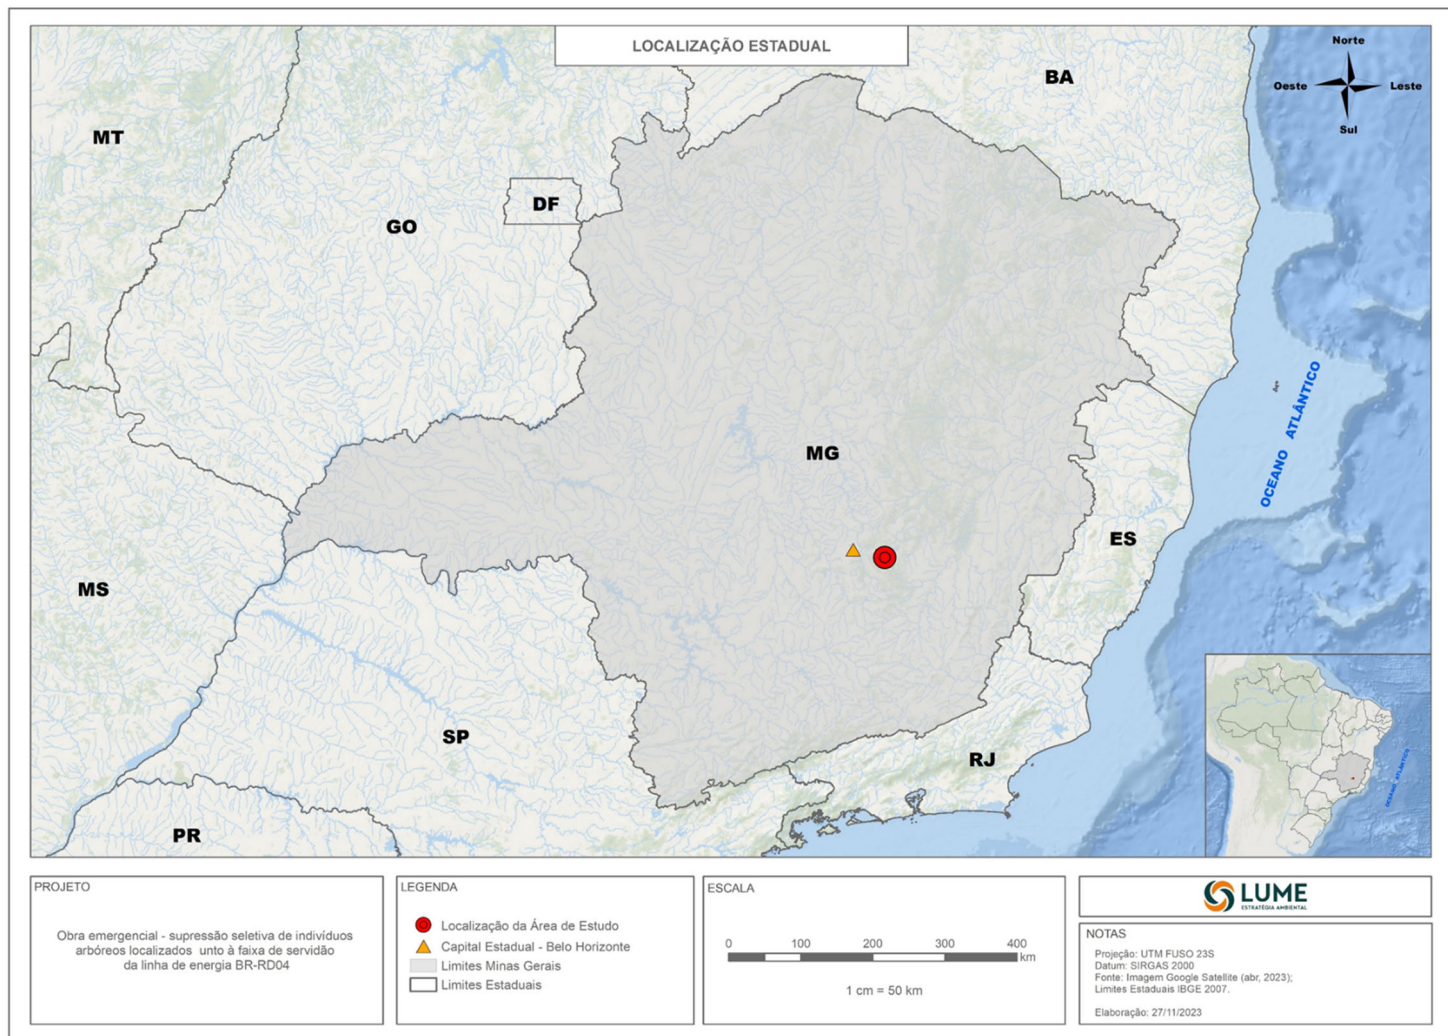 LOCALIZAÇÃO ESTADUAL
Norte
Oeste
Leste
Sul
BA
MT
DF
GO
MG
OCEANO ATLÂNTICO
ES
MS
SP
RJ
PR
OCEANO ATLÂNTICO
PROJETO
Obra emergencial - supressão seletiva de indivíduos
arbóreos localizados unto à faixa de servidão
da linha de energia BR-RD04
LEGENDA
Localização da Área de Estudo
Capital Estadual - Belo Horizonte
Limites Minas Gerais
Limites Estaduais
ESCALA
0 100 200 300 400
km
1 cm = 50 km
LUME
ESTRATÉGIA AMBIENTAL
NOTAS
Projeção: UTM FUSO 23S
Datum: SIRGAS 2000
Fonte: Imagem Google Satellite (abr, 2023);
Limites Estaduais IBGE 2007.
Elaboração: 27/11/2023